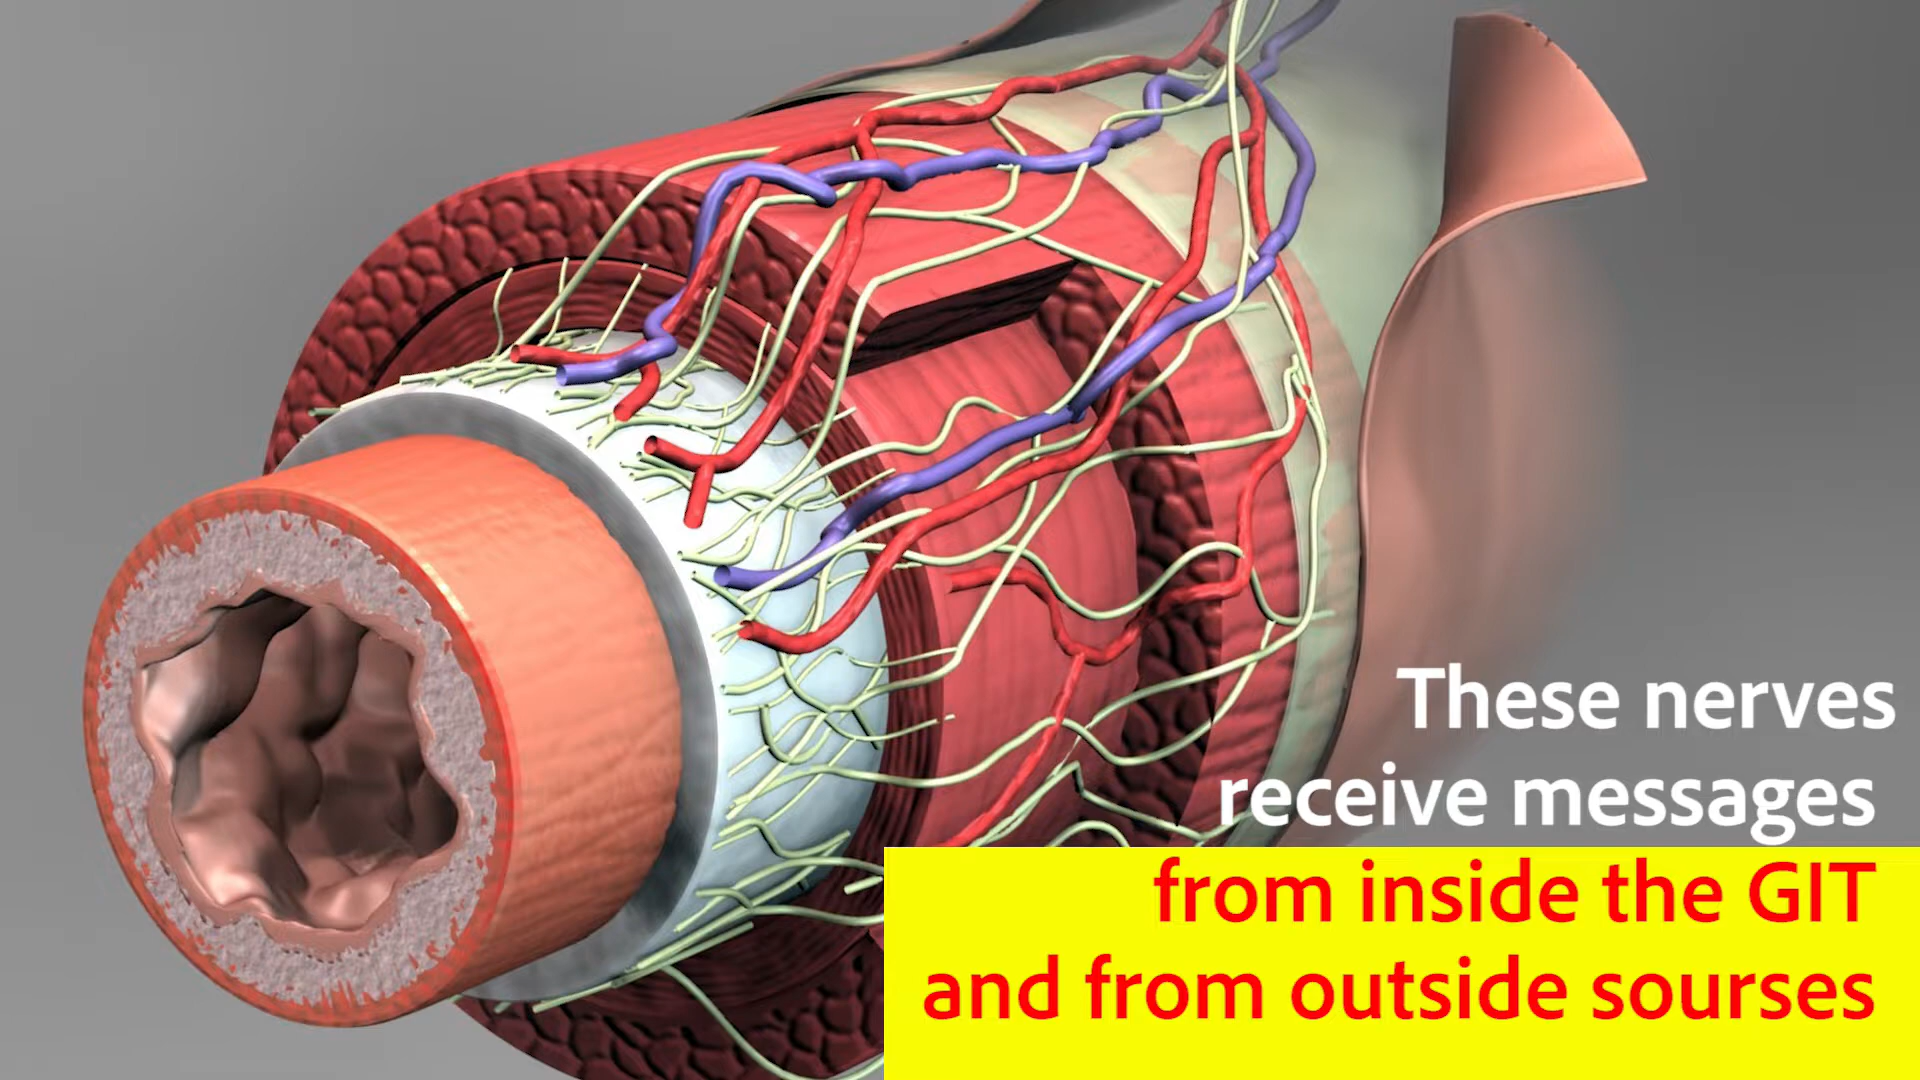 These nerves
receive messages
from inside the GIT
and from outside sourses